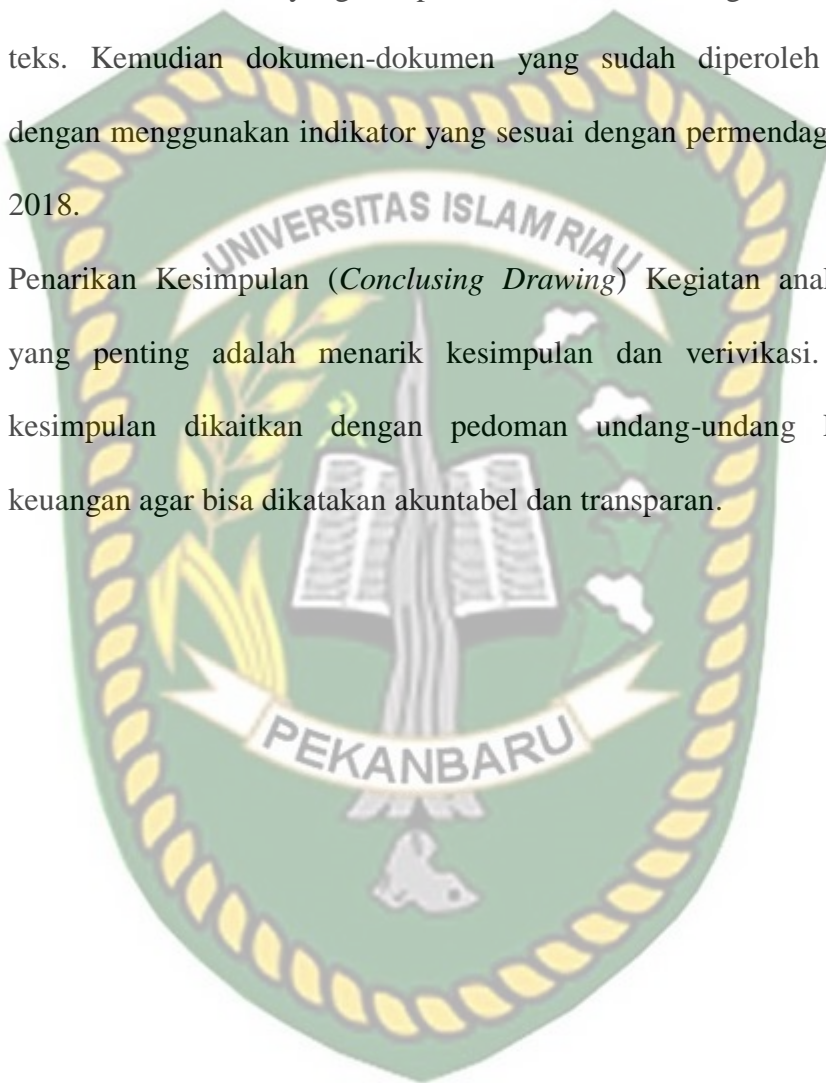 teks. Kemudian dokumen-dokumen yang sudah diperoleh
dengan menggunakan indikator yang sesuai dengan permendag
2018.
UNIVERSITAS ISLAM RIAU
Penarikan Kesimpulan (Conclusing Drawing) Kegiatan anal
yang penting adalah menarik kesimpulan dan verivikasi.
kesimpulan dikaitkan dengan pedoman undang-undang
keuangan agar bisa dikatakan akuntabel dan transparan.
PEKANBARU